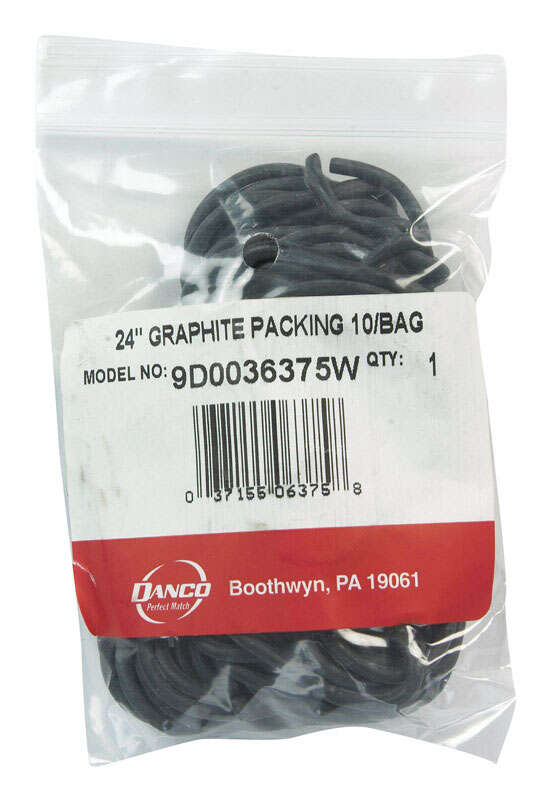 24" GRAPHITE PACKING 10/BAG
MODEL NO: 9D0036375W QTY: 1
0 37155 06375 8
DANCO
Perfect Match
Boothwyn, PA 19061